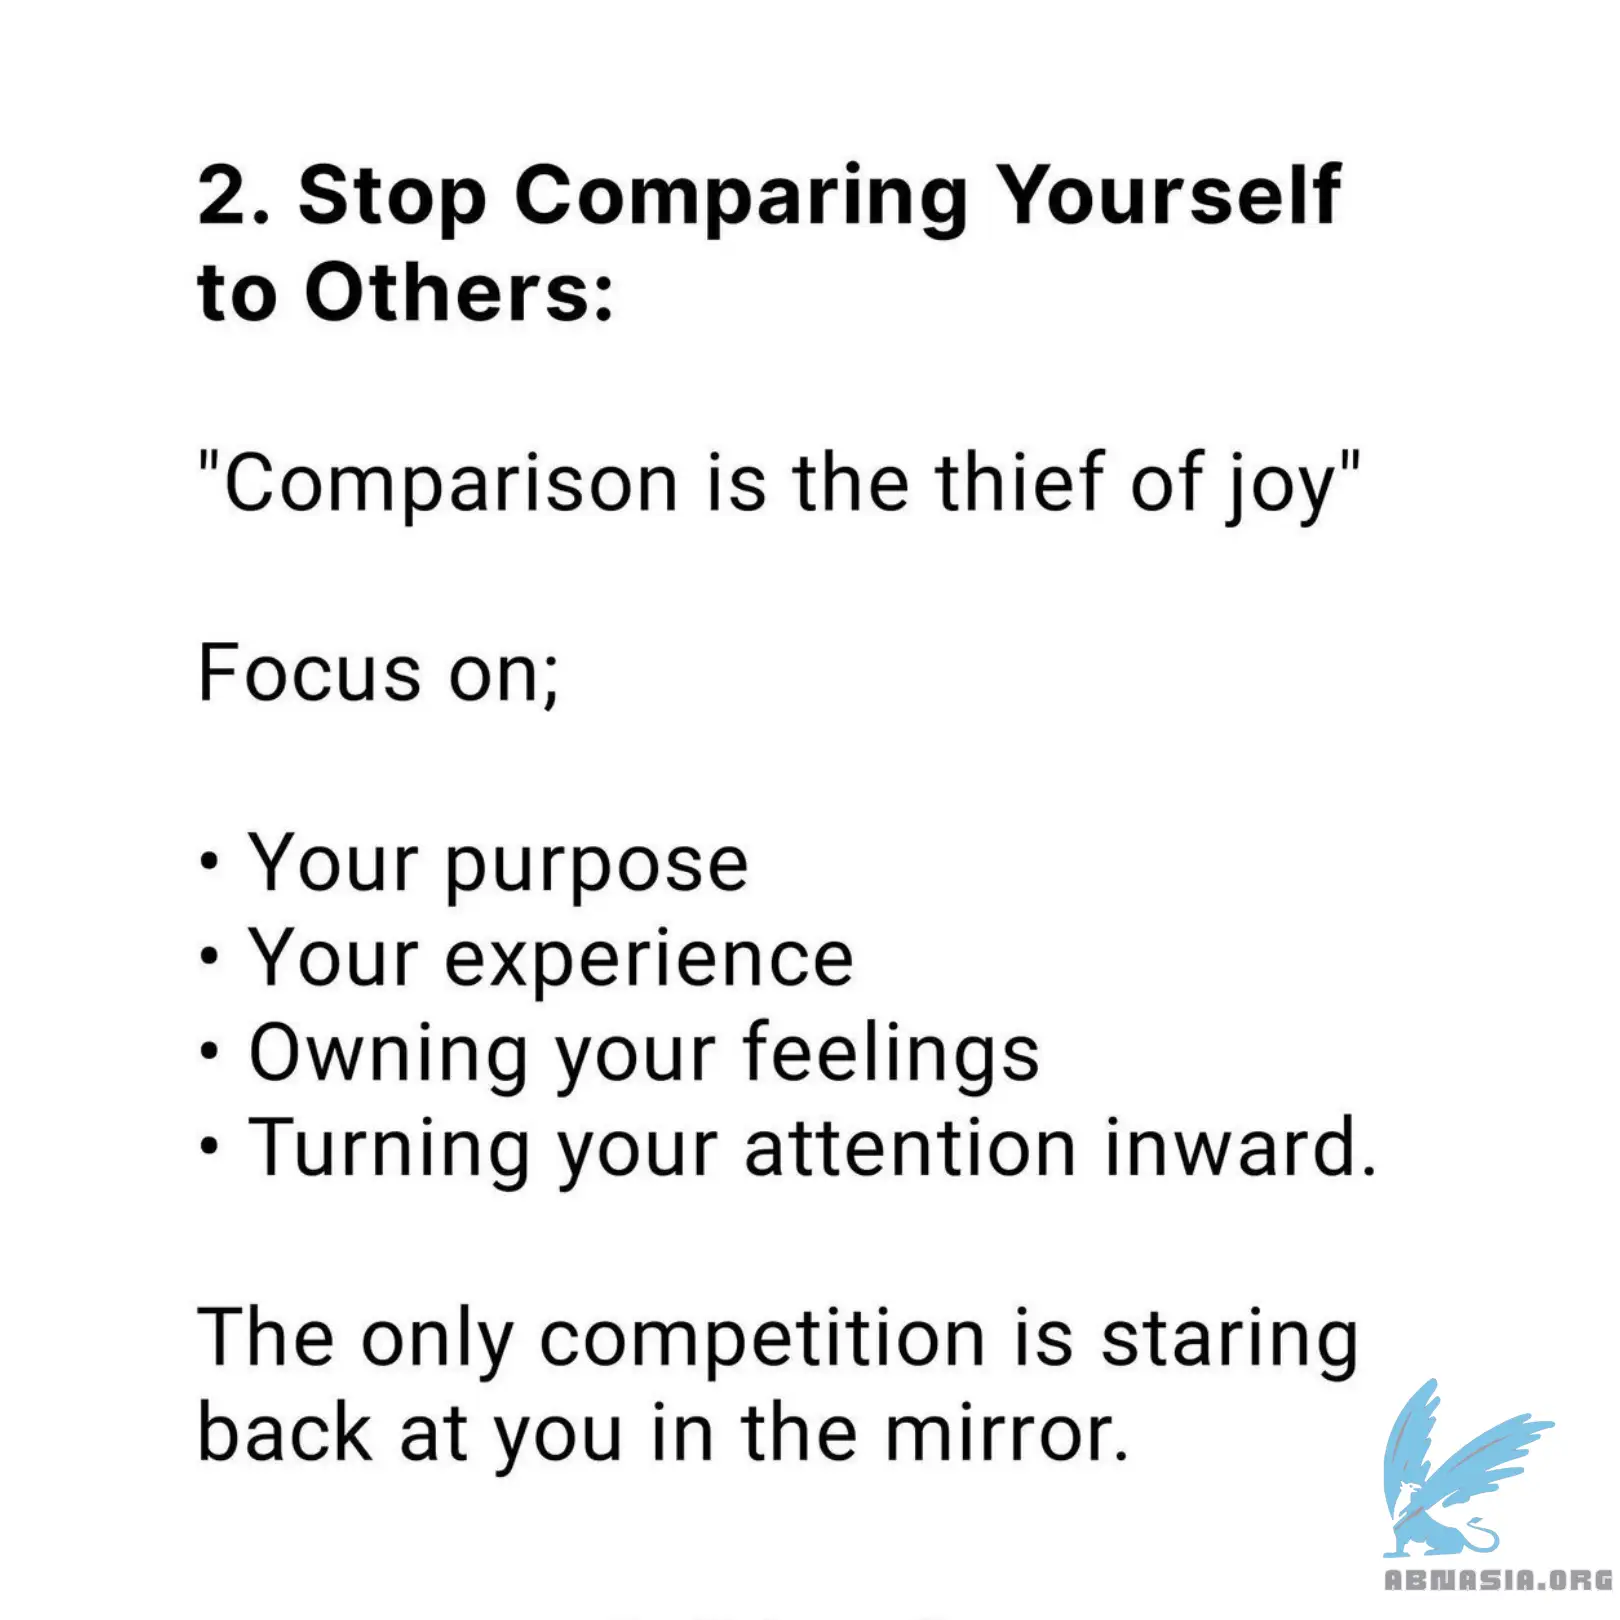 2. Stop Comparing Yourself
to Others:
"Comparison is the thief of joy"
Focus on;
• Your purpose
• Your experience
• Owning your feelings
• Turning your attention inward.
The only competition is staring
back at you in the mirror.
ABNASIA.ORG